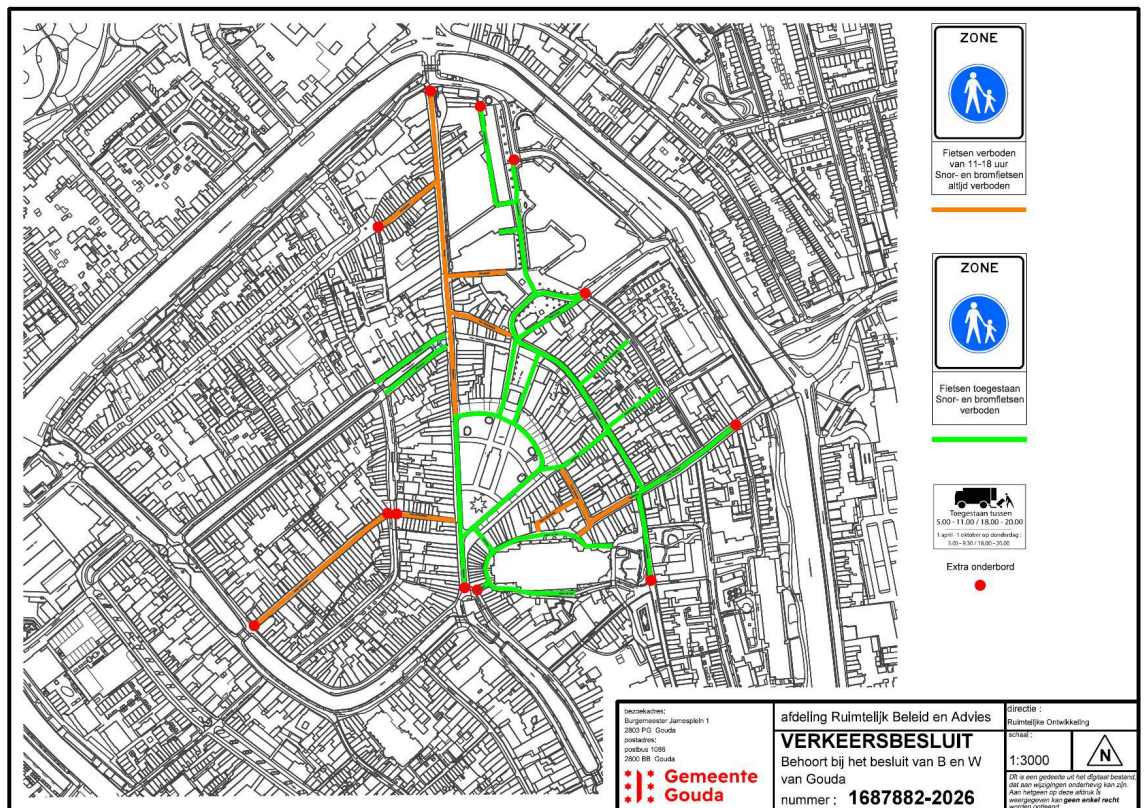 ZONE
Fietsen verboden
van 11-18 uur
Snor- en bromfietsen
altijd verboden
ZONE
Fietsen toegestaan
Snor- en bromfietsen
verboden
Toegestaan tussen
5.00 - 11.00 / 18.00 - 20.00
1 april - 1 oktober op donderdag :
5.00 - 9.30 / 18.00 - 20.00
Extra onderbord
bezoekadres:
Burgemeester Jamesplein 1
2803 PG Gouda
postadres:
postbus 1086
2800 BB Gouda
Gemeente
Gouda
afdeling Ruimtelijk Beleid en Advies
VERKEERSBESLUIT
Behoort bij het besluit van B en W
van Gouda
nummer : 1687882-2026
directie :
Ruimtelijke Ontwikkeling
schaal :
1:3000
N
Dit is een gedeelte uit het digitaal bestand,
dat aan wijzigingen onderhevig kan zijn.
Aan hetgeen op deze afdruk is
weergegeven kan geen enkel recht
worden ontleend